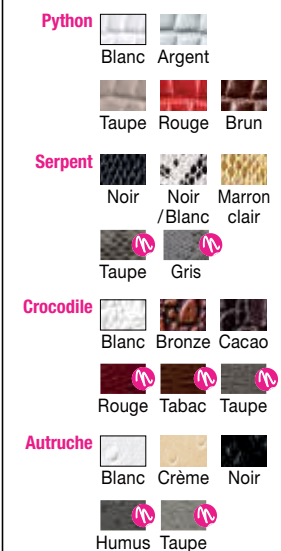 Python
Blanc Argent
Taupe Rouge Brun
Serpent
Noir Noir Marron
/Blanc clair
Taupe Gris
Crocodile
Blanc Bronze Cacao
Rouge Tabac Taupe
Autruche
Blanc Crème Noir
Humus Taupe